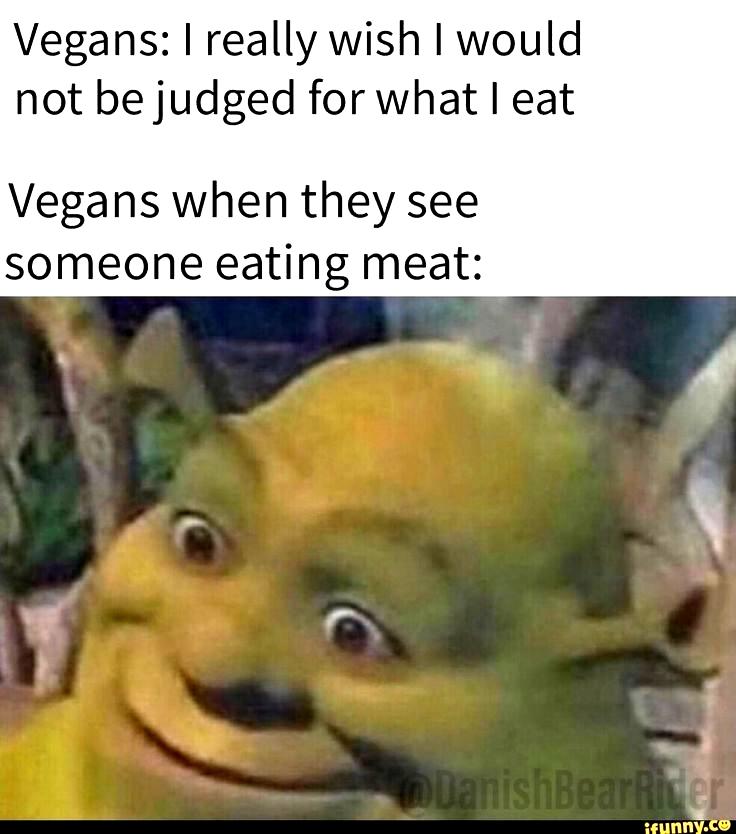 Vegans: I really wish I would
not be judged for what I eat
Vegans when they see
someone eating meat:
@DanishBearRider
ifunny.co